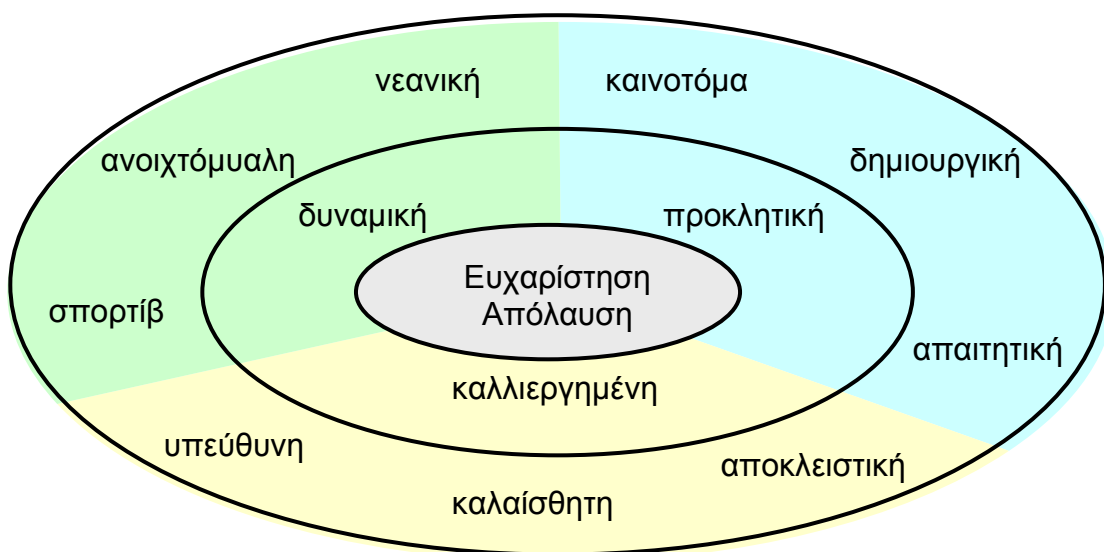 νεανική καινοτόμα
ανοιχτόμυαλη δημιουργική
δυναμική προκλητική
Ευχαρίστηση
Απόλαυση
σπορτίβ
απαιτητική
καλλιεργημένη
υπεύθυνη
αποκλειστική
καλαίσθητη